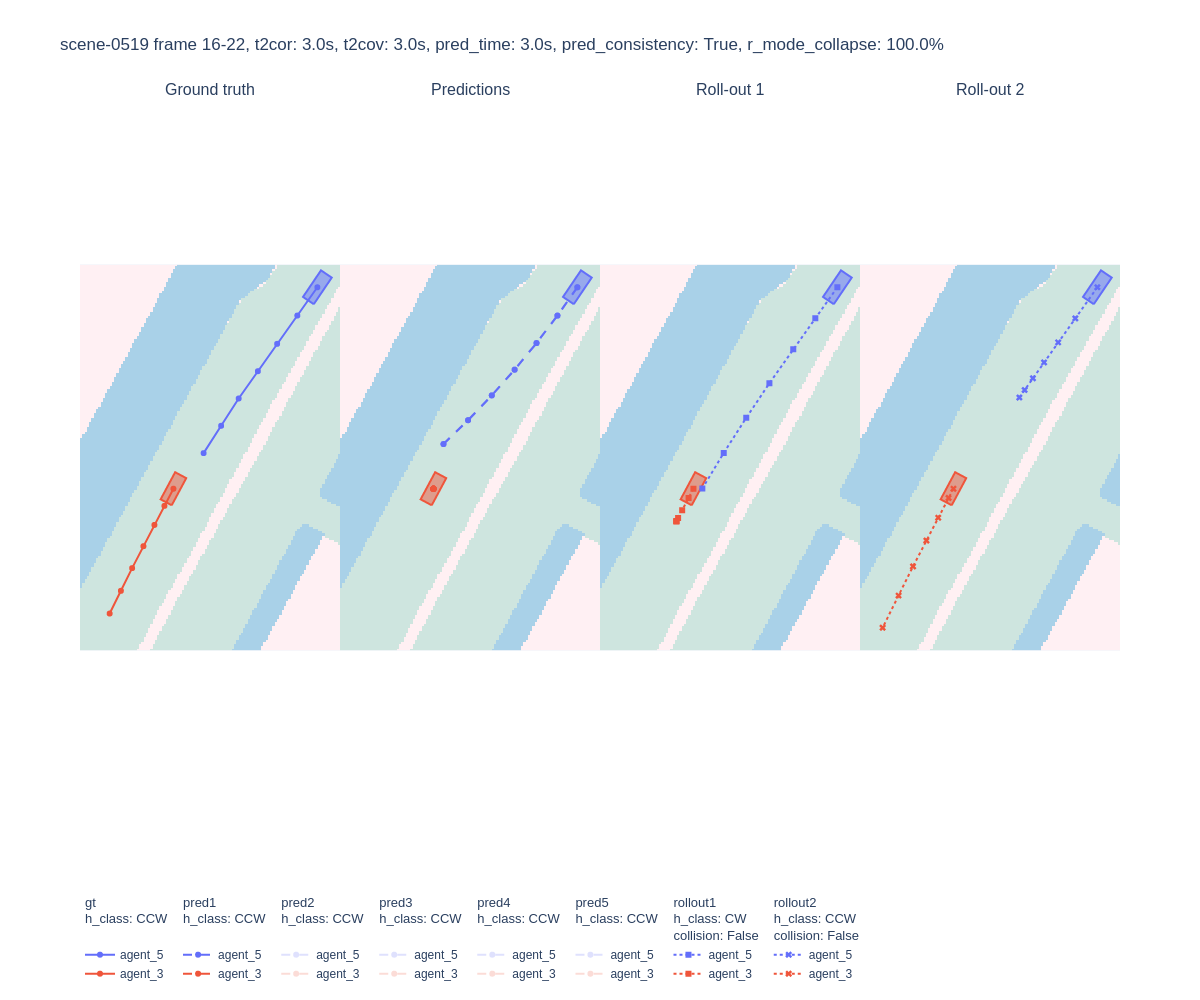 scene-0519 frame 16-22, t2cor: 3.0s, t2cov: 3.0s, pred_time: 3.0s, pred_consistency: True, r_mode_collapse: 100.0%
Ground truth
Predictions
Roll-out 1
Roll-out 2
gt
h_class: CCW
agent_5
agent_3
pred1
h_class: CCW
agent_5
agent_3
pred2
h_class: CCW
agent_5
agent_3
pred3
h_class: CCW
agent_5
agent_3
pred4
h_class: CCW
agent_5
agent_3
pred5
h_class: CCW
agent_5
agent_3
rollout1
h_class: CW
collision: False
agent_5
agent_3
rollout2
h_class: CCW
collision: False
agent_5
agent_3